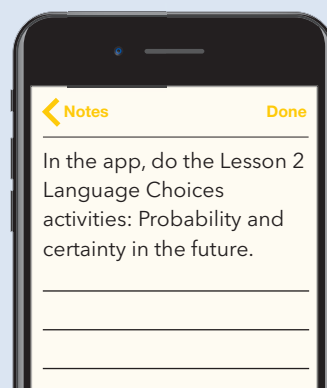 Notes
Done
In the app, do the Lesson 2
Language Choices
activities: Probability and
certainty in the future.